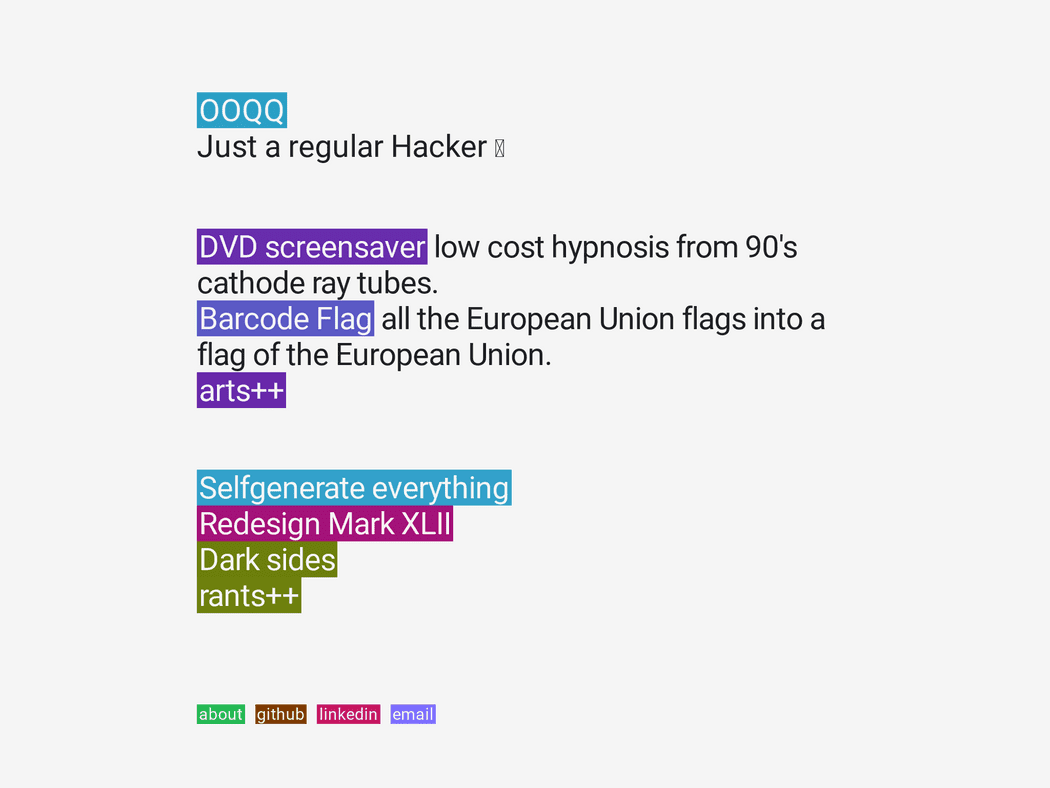 OOQQ
Just a regular Hacker
DVD screensaver low cost hypnosis from 90's
cathode ray tubes.
Barcode Flag all the European Union flags into a
flag of the European Union.
arts++
Selfgenerate everything
Redesign Mark XLII
Dark sides
rants++
about github linkedin email